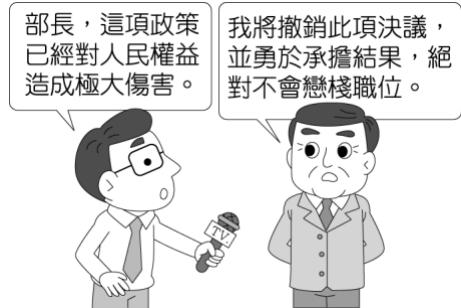 部長，這項政策
已經對人民權益
造成極大傷害。
我將撤銷此項決議，
並勇於承擔結果，絕
對不會戀棧職位。
TV